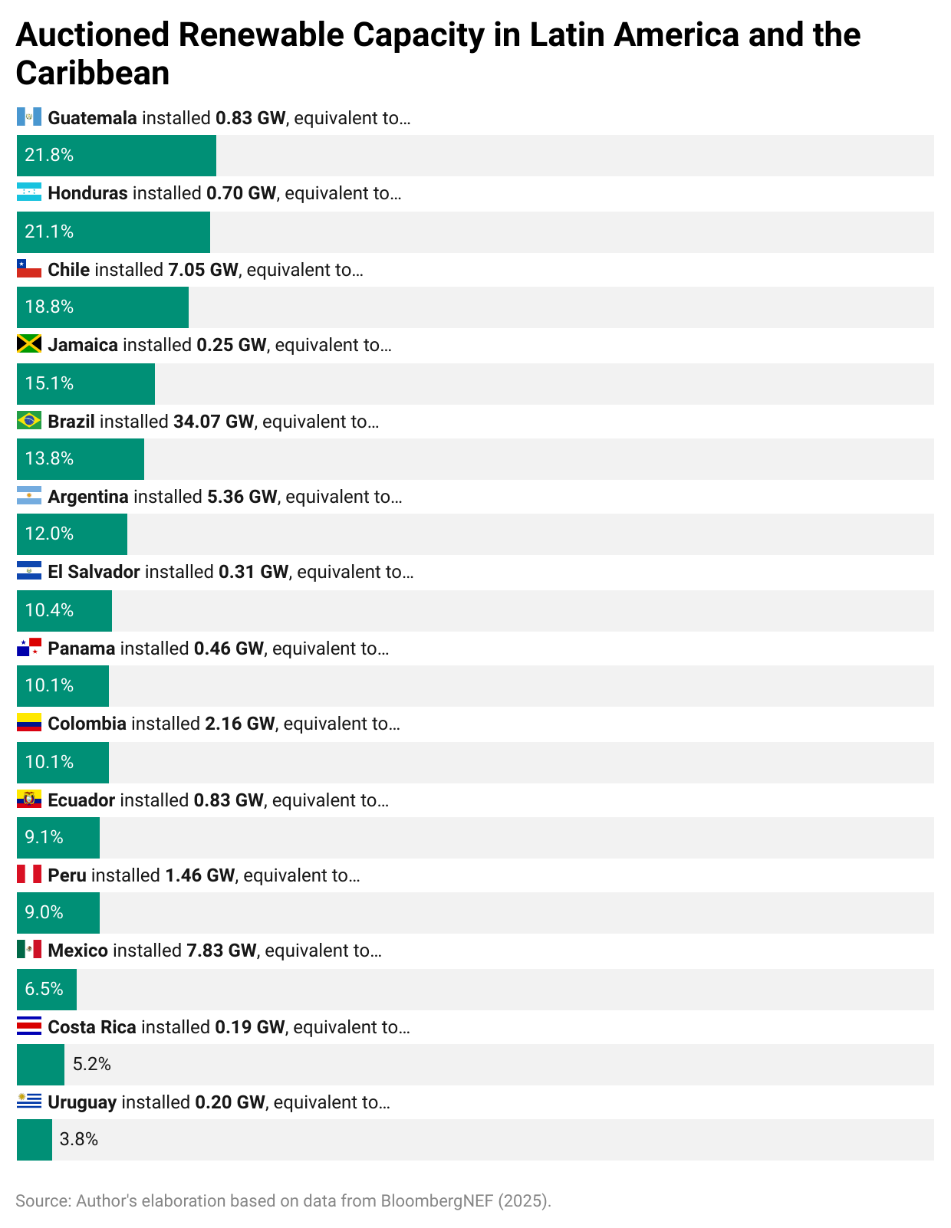 Auctioned Renewable Capacity in Latin America and the
Caribbean
Guatemala installed 0.83 GW, equivalent to…
21.8%
Honduras installed 0.70 GW, equivalent to…
21.1%
Chile installed 7.05 GW, equivalent to…
18.8%
Jamaica installed 0.25 GW, equivalent to…
15.1%
Brazil installed 34.07 GW, equivalent to…
13.8%
Argentina installed 5.36 GW, equivalent to…
12.0%
El Salvador installed 0.31 GW, equivalent to…
10.4%
Panama installed 0.46 GW, equivalent to…
10.1%
Colombia installed 2.16 GW, equivalent to…
10.1%
Ecuador installed 0.83 GW, equivalent to…
9.1%
Peru installed 1.46 GW, equivalent to…
9.0%
Mexico installed 7.83 GW, equivalent to…
6.5%
Costa Rica installed 0.19 GW, equivalent to…
5.2%
Uruguay installed 0.20 GW, equivalent to…
3.8%
Source: Author's elaboration based on data from BloombergNEF (2025).